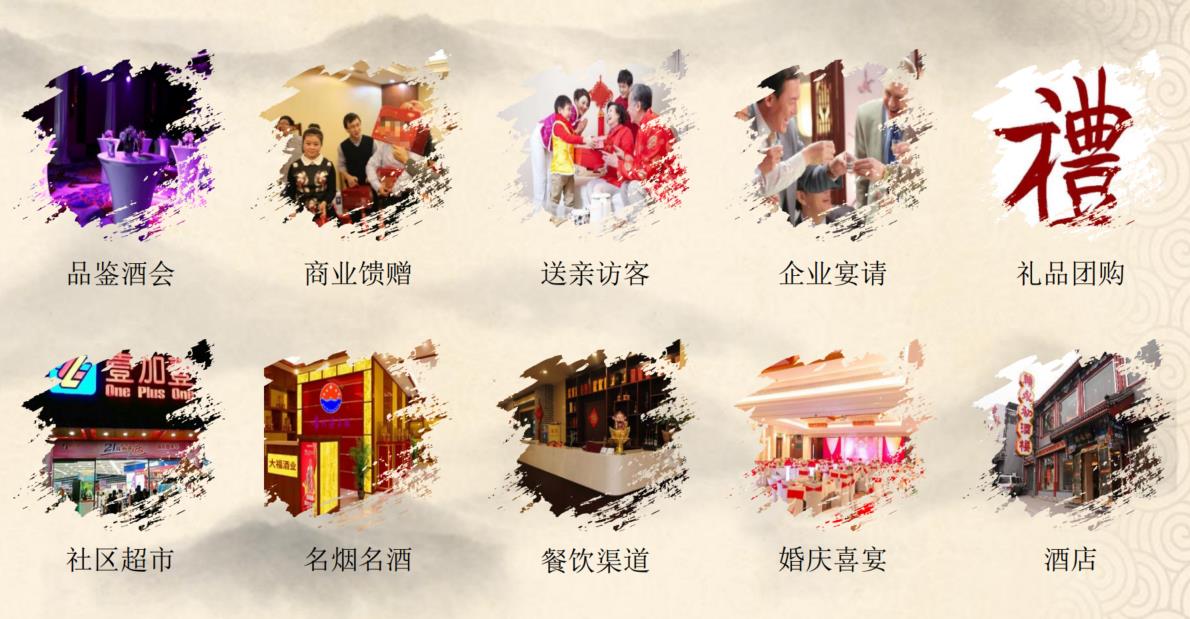 禮
品鉴酒会
商业馈赠
送亲访客
企业宴请
礼品团购
壹加壹
One Plus One
大福酒业
社区超市
名烟名酒
餐饮渠道
婚庆喜宴
酒店